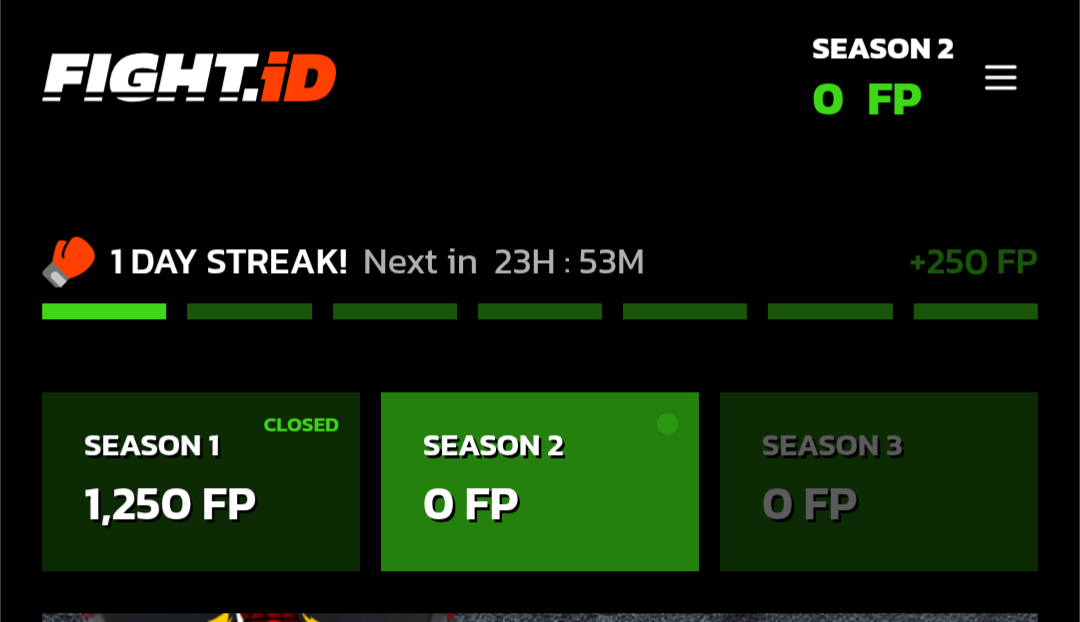 FIGHT.iD
SEASON 2
0 FP
1 DAY STREAK! Next in 23H : 53M
+250 FP
CLOSED
SEASON 1
1,250 FP
SEASON 2
0 FP
SEASON 3
0 FP